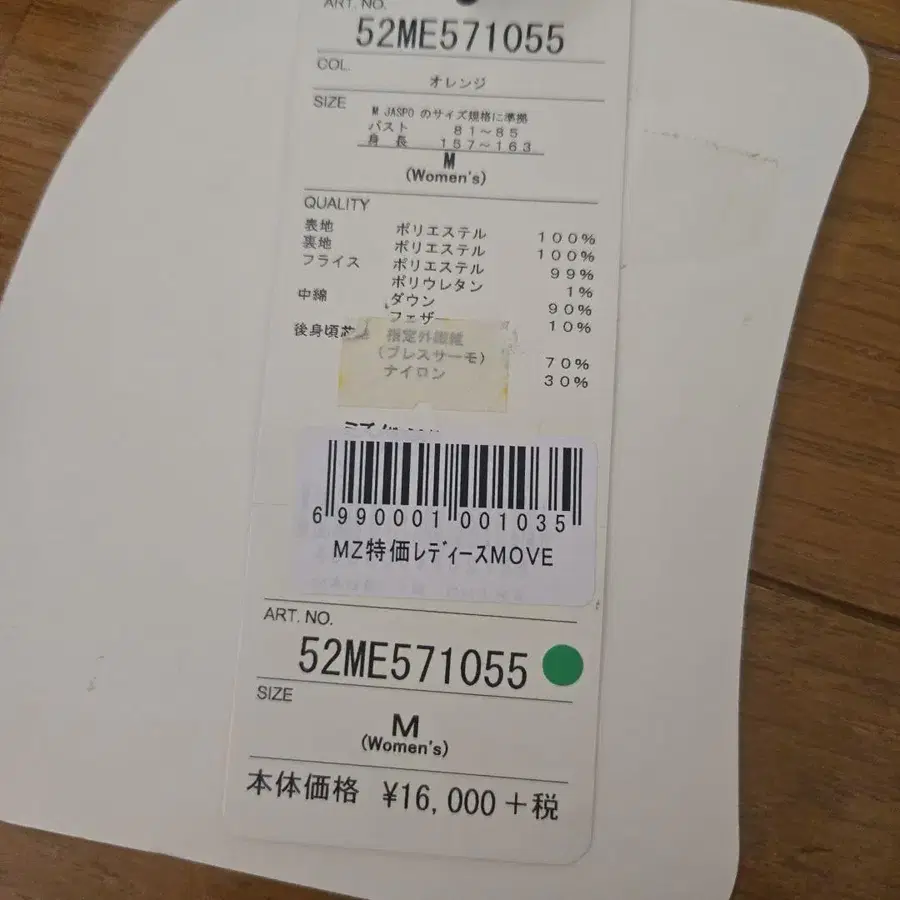 ART. NO.
52ME571055
COL.
オレンジ
SIZE
M JASPO のサイズ規格に準拠
バスト 81〜85
身 長 157〜163
M
(Women's)
QUALITY
表地 ポリエステル 100%
裏地 ポリエステル 100%
フライス ポリエステル 99%
ポリウレタン 1%
中綿 ダウン 90%
フェザー 10%
後身頃芯地 指定外繊維 70%
(ブレスサーモ)
ナイロン 30%
6 990001 001035
MZ特価レディースMOVE
ART. NO.
52ME571055
SIZE
M
(Women's)
本体価格 ¥16,000+税